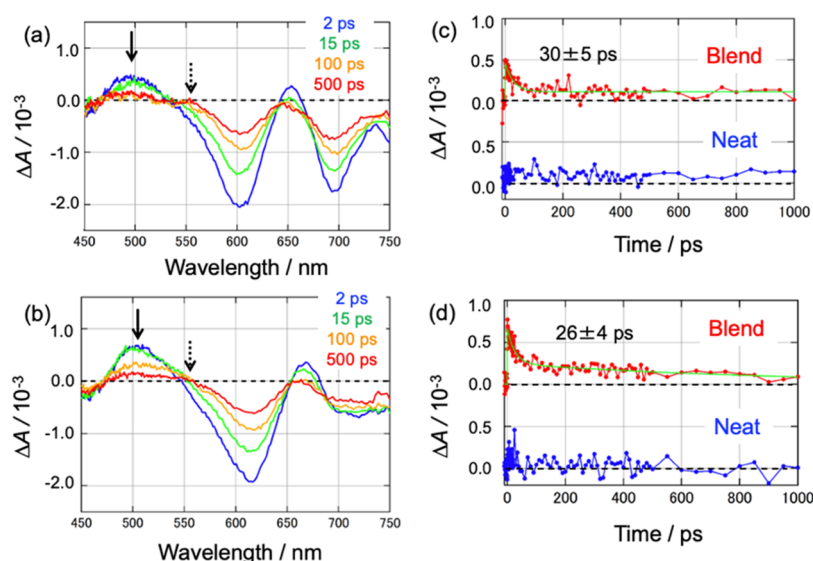 (a)
2 ps
15 ps
100 ps
500 ps
ΔA / 10⁻³
1.0
0.0
-1.0
-2.0
450 500 550 600 650 700 750
Wavelength / nm
(b)
2 ps
15 ps
100 ps
500 ps
ΔA / 10⁻³
1.0
0.0
-1.0
-2.0
450 500 550 600 650 700 750
Wavelength / nm
(c)
30±5 ps
Blend
Neat
ΔA / 10⁻³
1.0
0.5
0.0
0.5
0.0
0 200 400 600 800 1000
Time / ps
(d)
26±4 ps
Blend
Neat
ΔA / 10⁻³
1.0
0.5
0.0
0.5
0.0
0 200 400 600 800 1000
Time / ps